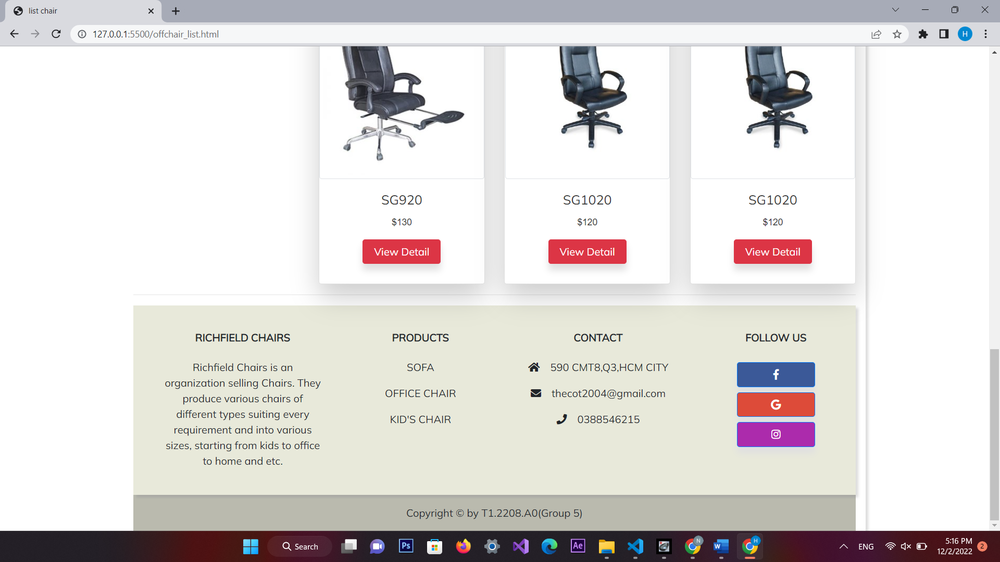 list chair
127.0.0.1:5500/offchair_list.html
H
SG920
$130
View Detail
SG1020
$120
View Detail
SG1020
$120
View Detail
RICHFIELD CHAIRS
Richfield Chairs is an
organization selling Chairs. They
produce various chairs of
different types suiting every
requirement and into various
sizes, starting from kids to office
to home and etc.
PRODUCTS
SOFA
OFFICE CHAIR
KID'S CHAIR
CONTACT
590 CMT8,Q3,HCM CITY
thecot2004@gmail.com
0388546215
FOLLOW US
Copyright © by T1.2208.A0(Group 5)
Search
Ps
Ae
N
W
H
ENG
5:16 PM
12/2/2022
2